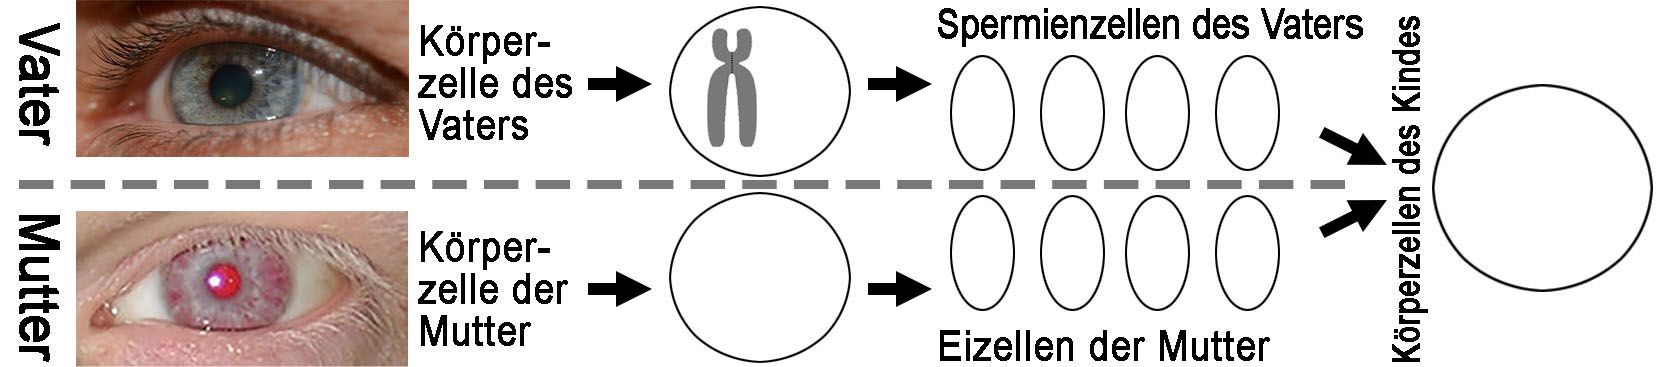 Vater
Körper-
zelle des
Vaters
Spermienzellen des Vaters
Mutter
Körper-
zelle der
Mutter
Eizellen der Mutter
Körperzellen des Kindes